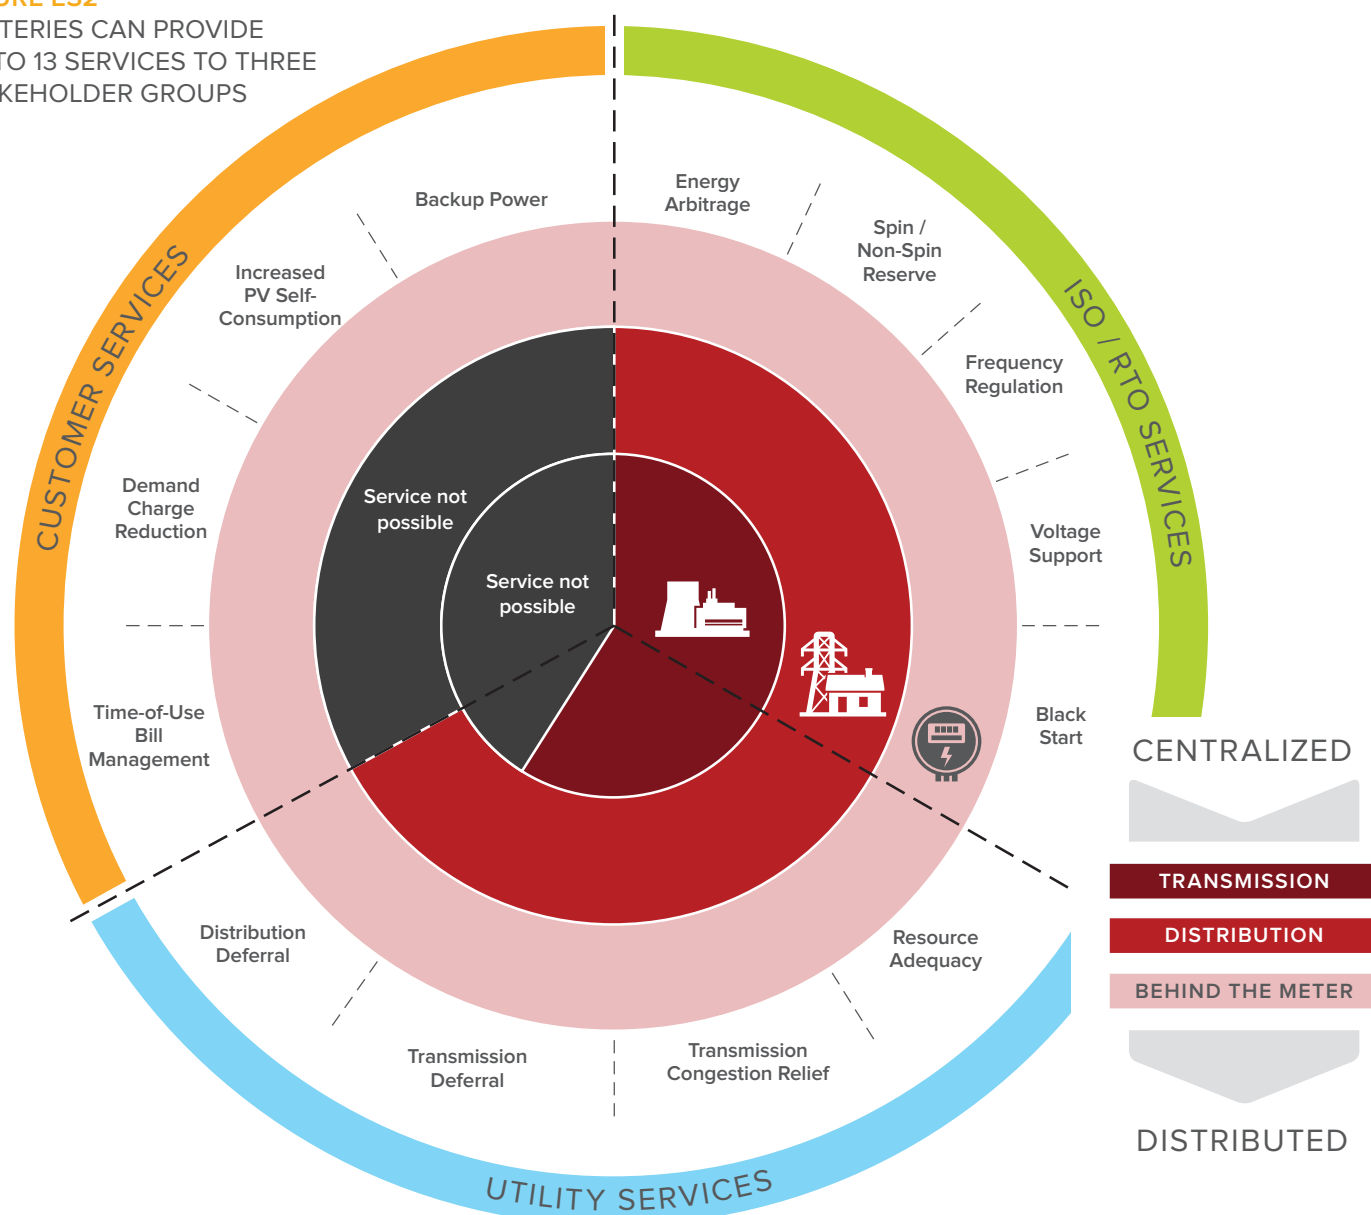 TO 13 SERVICES TO THREE
GROUPS
CAN PROVIDE
Backup Power
Increased
PV Self-
Consumption
Demand
Charge
Reduction
Time-of-Use
Bill
Management
CUSTOMER SERVICES
Energy
Arbitrage
Spin /
Non-Spin
Reserve
Frequency
Regulation
Voltage
Support
Black
Start
ISO / RTO SERVICES
Service not
possible
Service not
possible
Distribution
Deferral
Transmission
Deferral
Transmission
Congestion Relief
Resource
Adequacy
UTILITY SERVICES
CENTRALIZED
TRANSMISSION
DISTRIBUTION
BEHIND THE METER
DISTRIBUTED